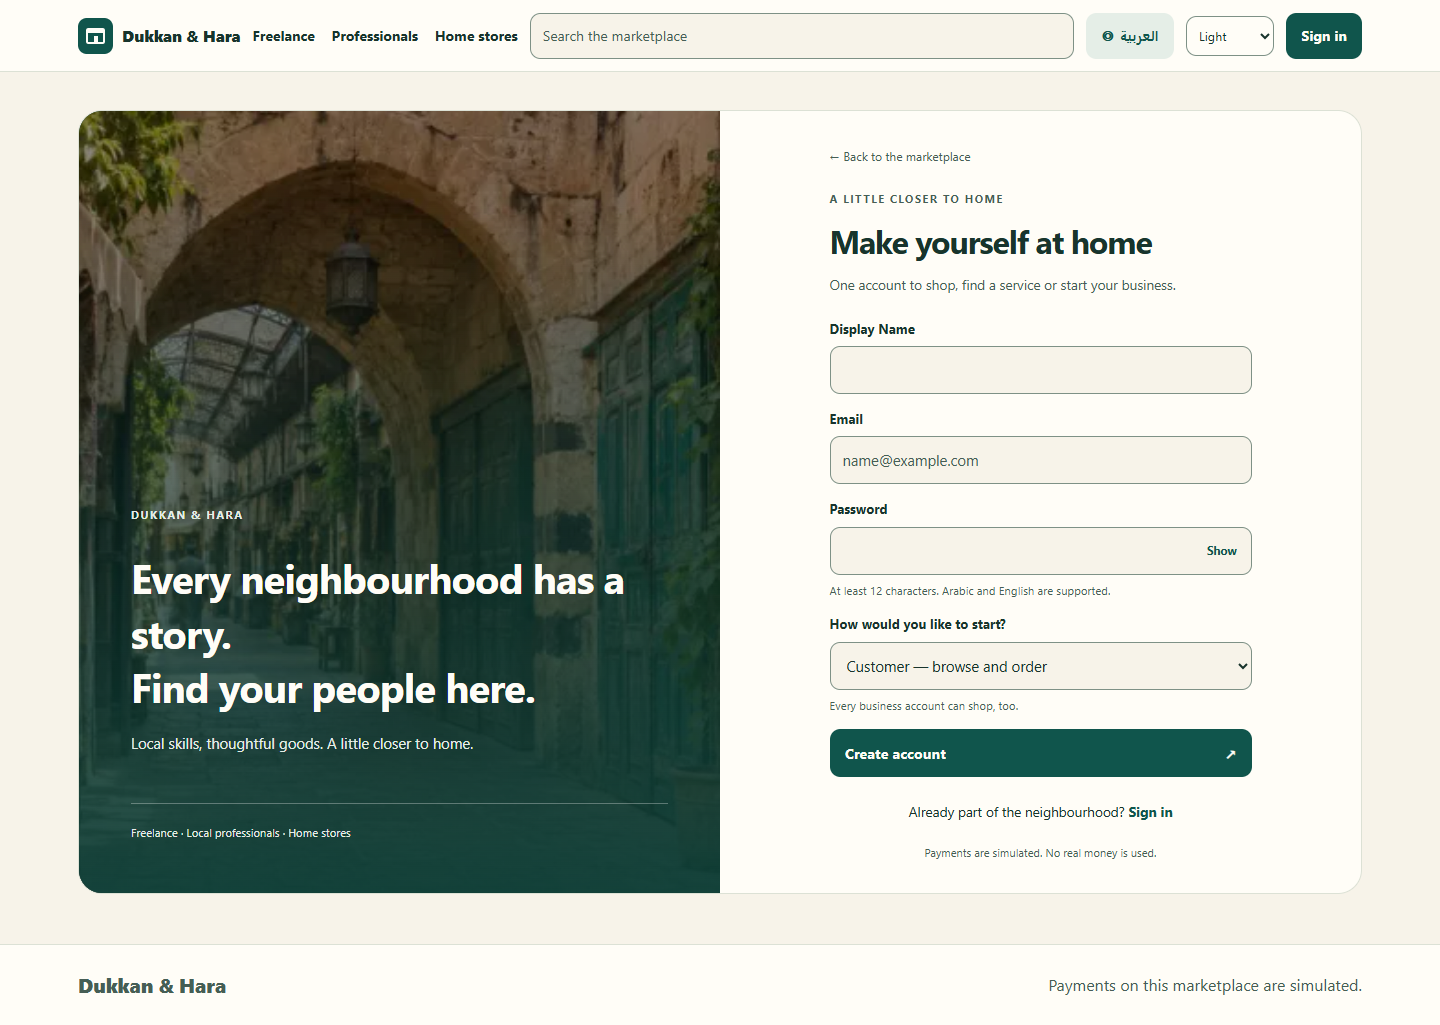 Dukkan & Hara
Freelance
Professionals
Home stores
Search the marketplace
العربية
Light
Sign in
DUKKAN & HARA
Every neighbourhood has a
story.
Find your people here.
Local skills, thoughtful goods. A little closer to home.
Freelance · Local professionals · Home stores
← Back to the marketplace
A LITTLE CLOSER TO HOME
Make yourself at home
One account to shop, find a service or start your business.
Display Name
Email
name@example.com
Password
Show
At least 12 characters. Arabic and English are supported.
How would you like to start?
Customer — browse and order
Every business account can shop, too.
Create account ↗
Already part of the neighbourhood? Sign in
Payments are simulated. No real money is used.
Dukkan & Hara
Payments on this marketplace are simulated.